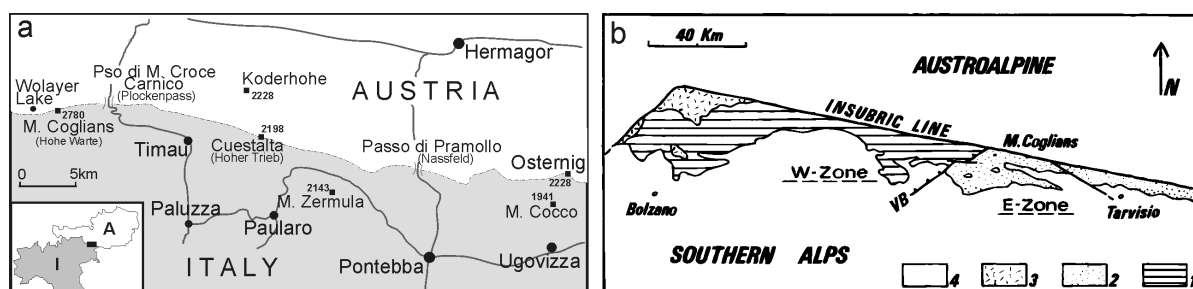 a
Hermagor
Pso di M. Croce
Carnico
(Plockenpass)
Koderhohe
2228
AUSTRIA
Wolayer
Lake
2780
M. Coglians
(Hohe Warte)
2198
Cuestalta
(Hoher Trieb)
Timau
Passo di Pramollo
(Nassfeld)
Osternig
2228
0 5km
2143
M. Zermula
1941
M. Cocco
Paluzza
Paularo
A
I
ITALY
Pontebba
Ugovizza
b
40 Km
AUSTROALPINE
N
INSUBRIC LINE
M. Coglians
W-Zone
Bolzano
VB
E-Zone
Tarvisio
SOUTHERN ALPS
4 3 2 1